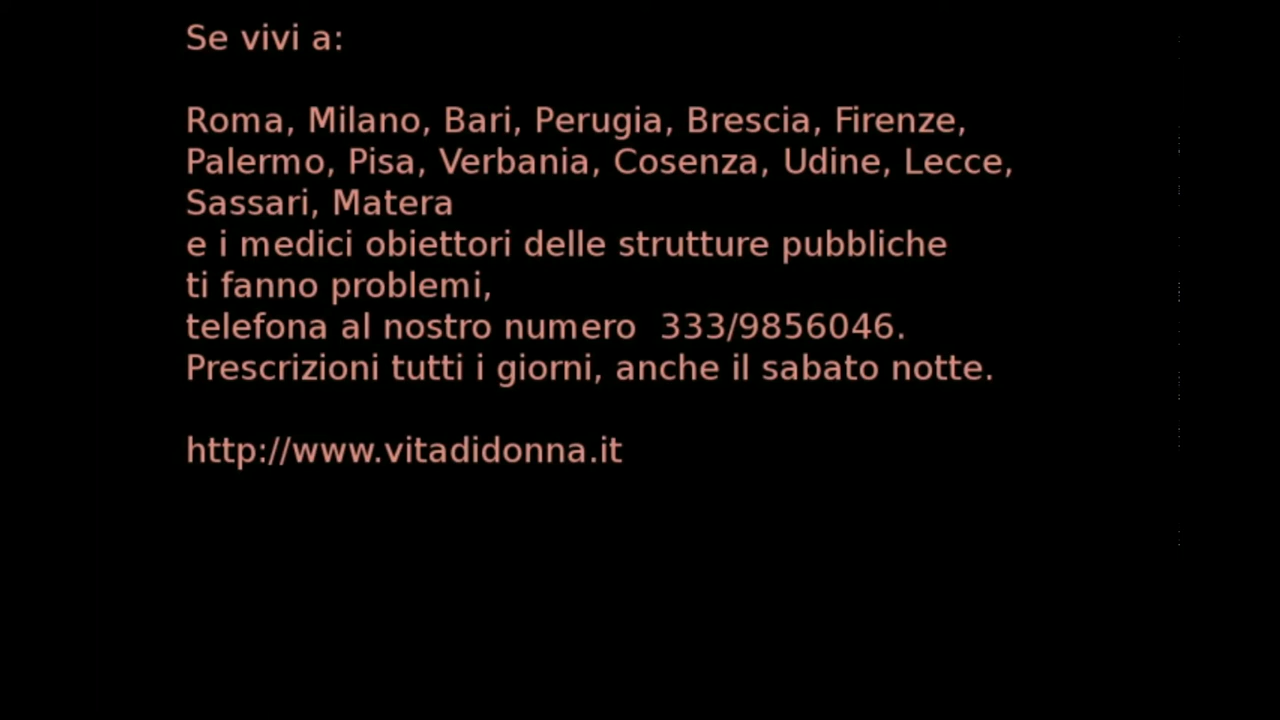 Se vivi a:
Roma, Milano, Bari, Perugia, Brescia, Firenze,
Palermo, Pisa, Verbania, Cosenza, Udine, Lecce,
Sassari, Matera
e i medici obiettori delle strutture pubbliche
ti fanno problemi,
telefona al nostro numero  333/9856046.
Prescrizioni tutti i giorni, anche il sabato notte.
http://www.vitadidonna.it